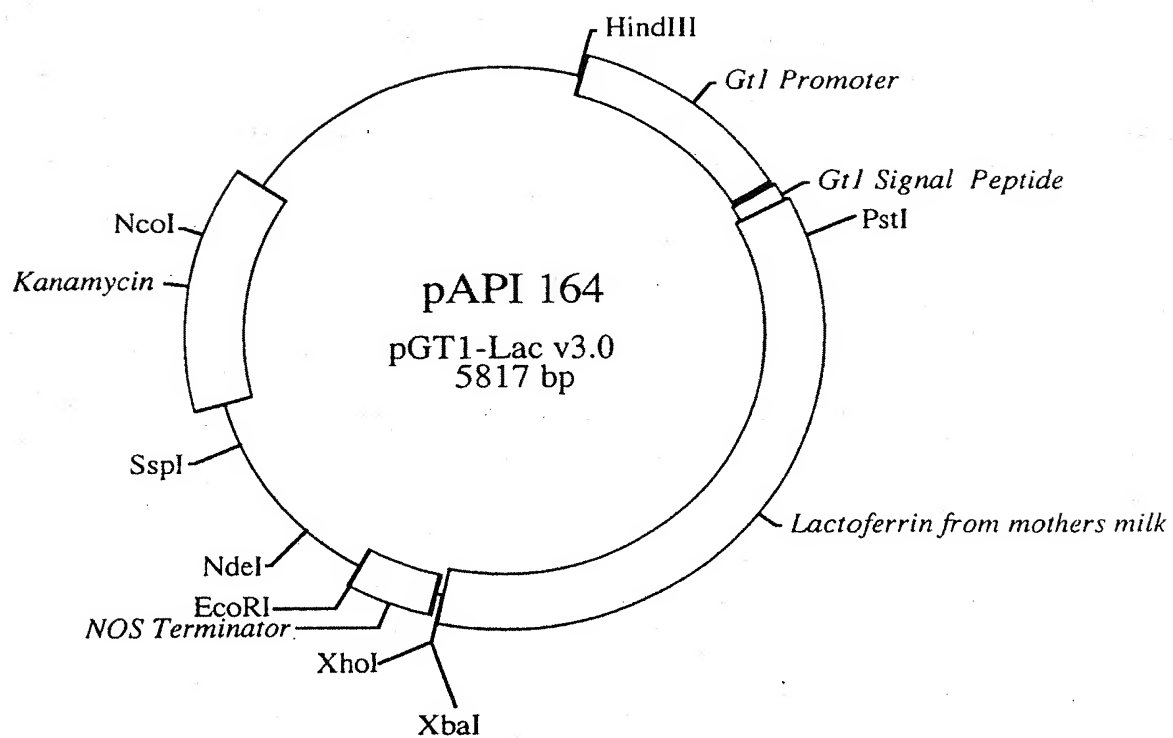 HindIII
Gt1 Promoter
Gt1 Signal Peptide
PstI
NcoI
Kanamycin
pAPI 164
pGT1-Lac v3.0
5817 bp
SspI
Lactoferrin from mothers milk
NdeI
EcoRI
NOS Terminator
XhoI
XbaI